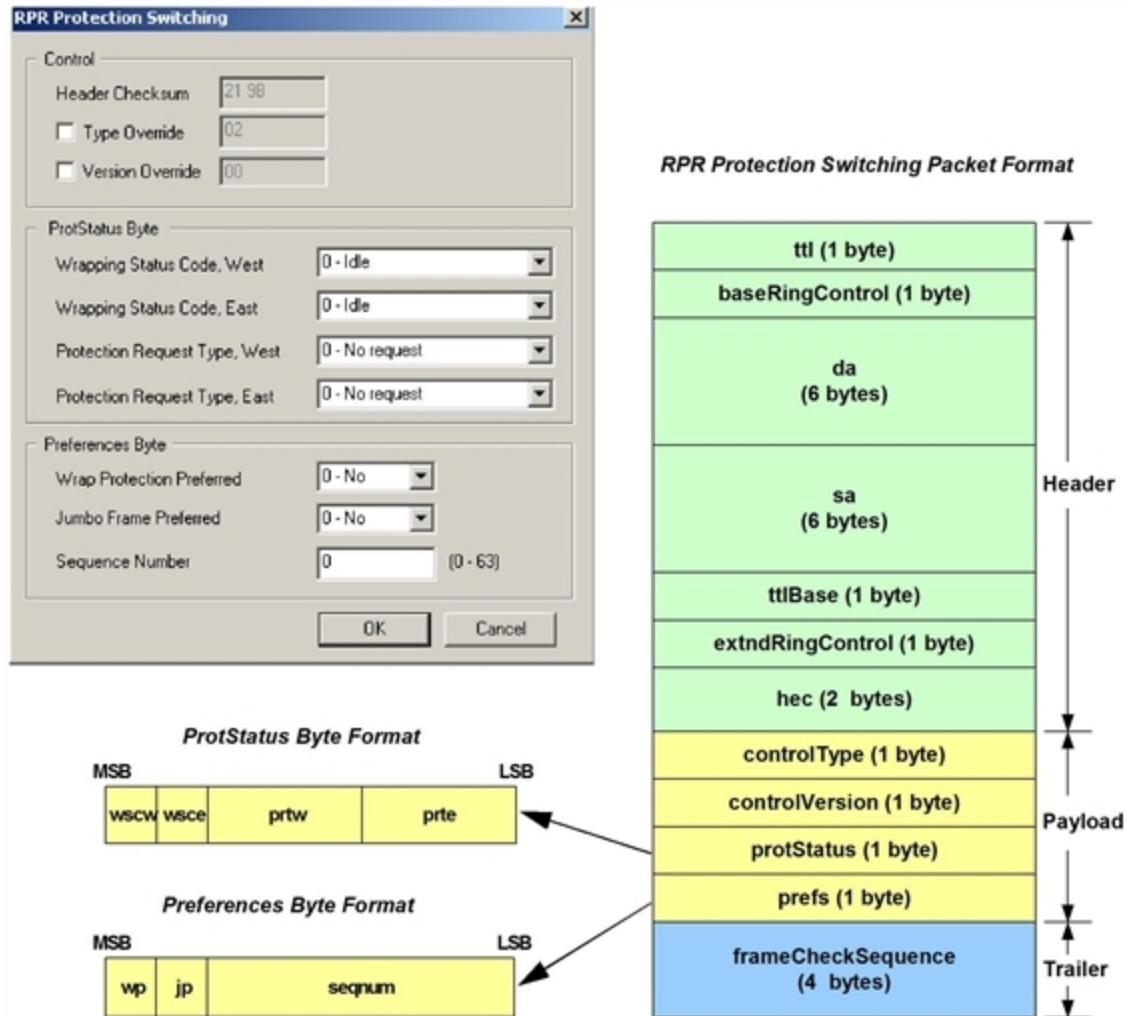 RPR Protection Switching
Control
Header Checksum 21 9B
Type Override 02
Version Override 00
ProtStatus Byte
Wrapping Status Code, West 0 - Idle
Wrapping Status Code, East 0 - Idle
Protection Request Type, West 0 - No request
Protection Request Type, East 0 - No request
Preferences Byte
Wrap Protection Preferred 0 - No
Jumbo Frame Preferred 0 - No
Sequence Number 0 (0 - 63)
OK Cancel
RPR Protection Switching Packet Format
ttl (1 byte)
baseRingControl (1 byte)
da
(6 bytes)
sa
(6 bytes)
ttlBase (1 byte)
extndRingControl (1 byte)
hec (2 bytes)
Header
controlType (1 byte)
controlVersion (1 byte)
protStatus (1 byte)
prefs (1 byte)
Payload
frameCheckSequence
(4 bytes)
Trailer
ProtStatus Byte Format
MSB LSB
wscw wsce prtw prte
Preferences Byte Format
MSB LSB
wp jp seqnum